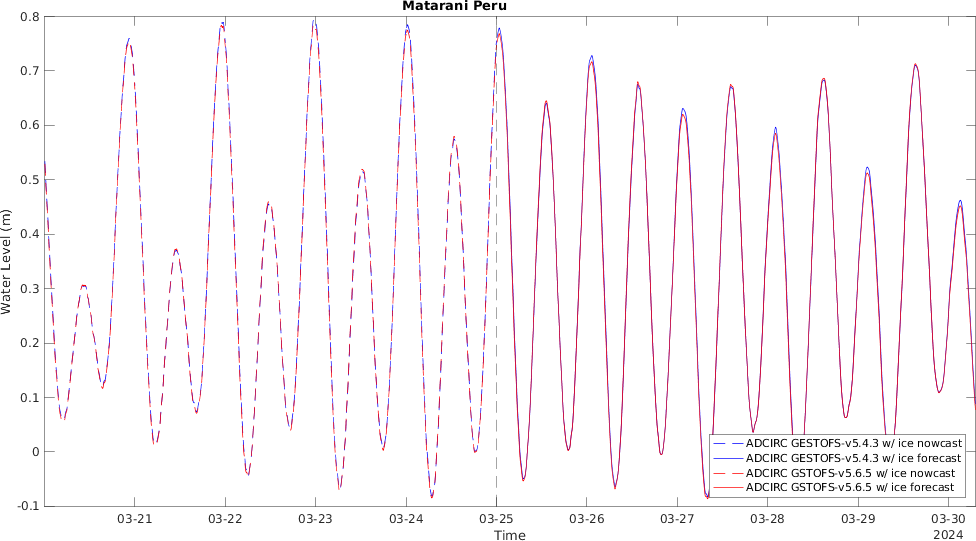 Matarani Peru
0.8
0.7
0.6
0.5
0.4
0.3
0.2
0.1
0
-0.1
Water Level (m)
03-21 03-22 03-23 03-24 03-25 03-26 03-27 03-28 03-29 03-30
2024
Time
ADCIRC GESTOFS-v5.4.3 w/ ice nowcast
ADCIRC GESTOFS-v5.4.3 w/ ice forecast
ADCIRC GSTOFS-v5.6.5 w/ ice nowcast
ADCIRC GSTOFS-v5.6.5 w/ ice forecast